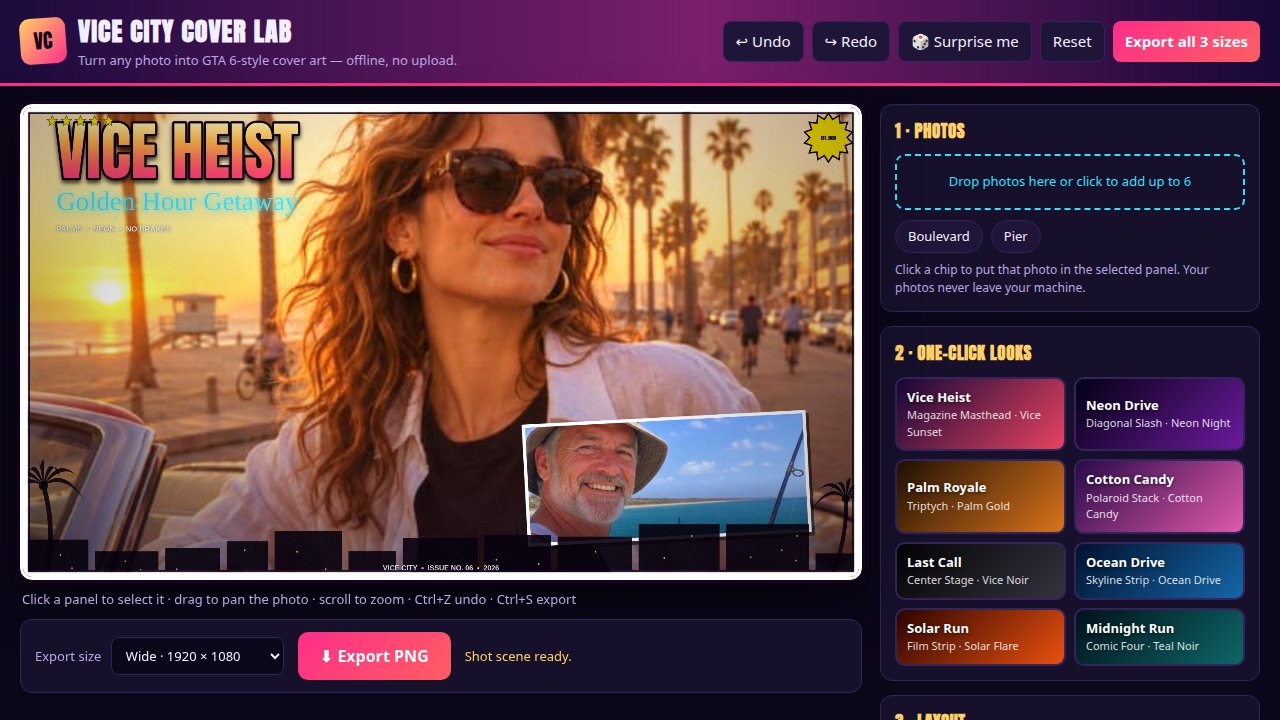 VC
VICE CITY COVER LAB
Turn any photo into GTA 6-style cover art — offline, no upload.
↩ Undo
↪ Redo
🎲 Surprise me
Reset
Export all 3 sizes
VICE HEIST
Golden Hour Getaway
PALMS • NEON • NO BRAKES
VICE CITY • ISSUE NO. 06 • 2026
Click a panel to select it · drag to pan the photo · scroll to zoom · Ctrl+Z undo · Ctrl+S export
Export size
Wide · 1920 × 1080
⬇ Export PNG
Shot scene ready.
1 · PHOTOS
Drop photos here or click to add up to 6
Boulevard
Pier
Click a chip to put that photo in the selected panel. Your
photos never leave your machine.
2 · ONE-CLICK LOOKS
Vice Heist
Magazine Masthead · Vice
Sunset
Neon Drive
Diagonal Slash · Neon Night
Palm Royale
Triptych · Palm Gold
Cotton Candy
Polaroid Stack · Cotton
Candy
Last Call
Center Stage · Vice Noir
Ocean Drive
Skyline Strip · Ocean Drive
Solar Run
Film Strip · Solar Flare
Midnight Run
Comic Four · Teal Noir
3 · LAYOUT